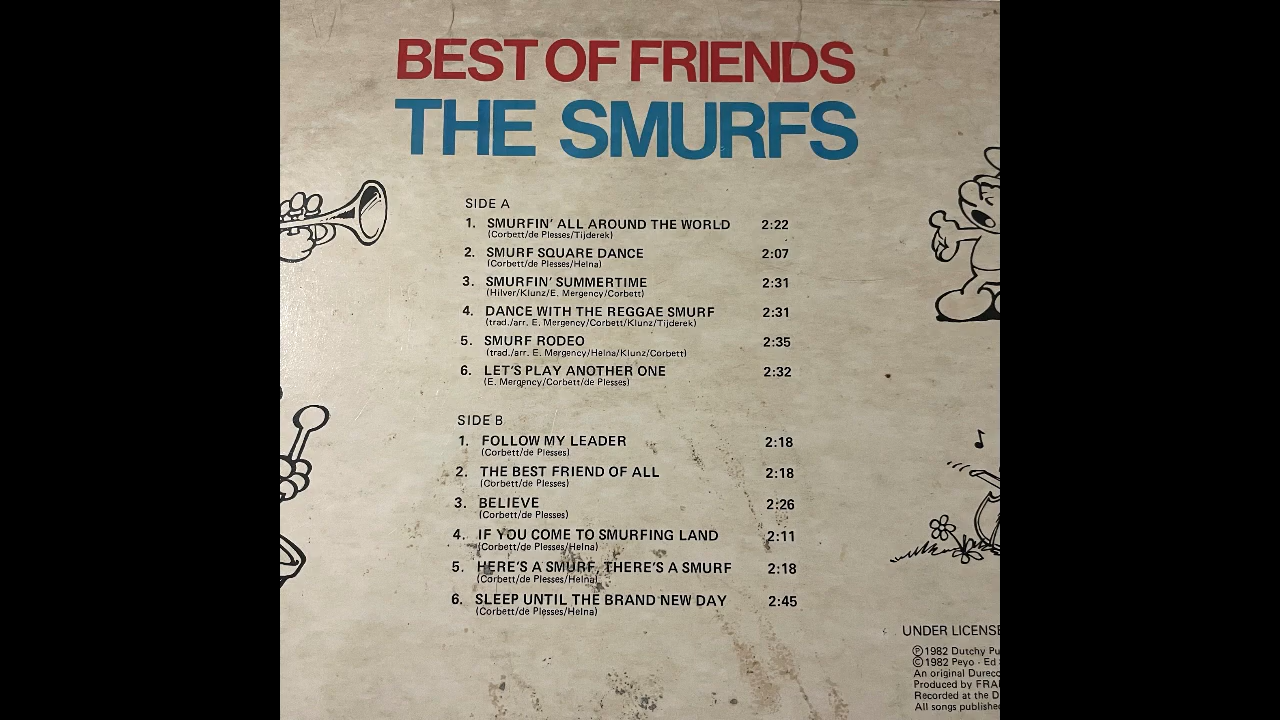 BEST OF FRIENDS
THE SMURFS
SIDE A
1. SMURFIN' ALL AROUND THE WORLD 2:22
(Corbett/de Plesses/Tijderek)
2. SMURF SQUARE DANCE 2:07
(Corbett/de Plesses/Helna)
3. SMURFIN' SUMMERTIME 2:31
(Hilver/Klunz/E. Mergency/Corbett)
4. DANCE WITH THE REGGAE SMURF 2:31
(trad./arr. E. Mergency/Corbett/Klunz/Tijderek)
5. SMURF RODEO 2:35
(trad./arr. E. Mergency/Helna/Klunz/Corbett)
6. LET'S PLAY ANOTHER ONE 2:32
(E. Mergency/Corbett/de Plesses)
SIDE B
1. FOLLOW MY LEADER 2:18
(Corbett/de Plesses)
2. THE BEST FRIEND OF ALL 2:18
(Corbett/de Plesses)
3. BELIEVE 2:26
(Corbett/de Plesses)
4. IF YOU COME TO SMURFING LAND 2:11
(Corbett/de Plesses/Helna)
5. HERE'S A SMURF, THERE'S A SMURF 2:18
(Corbett/de Plesses/Helna)
6. SLEEP UNTIL THE BRAND NEW DAY 2:45
(Corbett/de Plesses/Helna)
UNDER LICENSE
Ⓟ 1982 Dutchy Pu
© 1982 Peyo - Ed
An original Dureco
Produced by FRA
Recorded at the D
All songs publishe